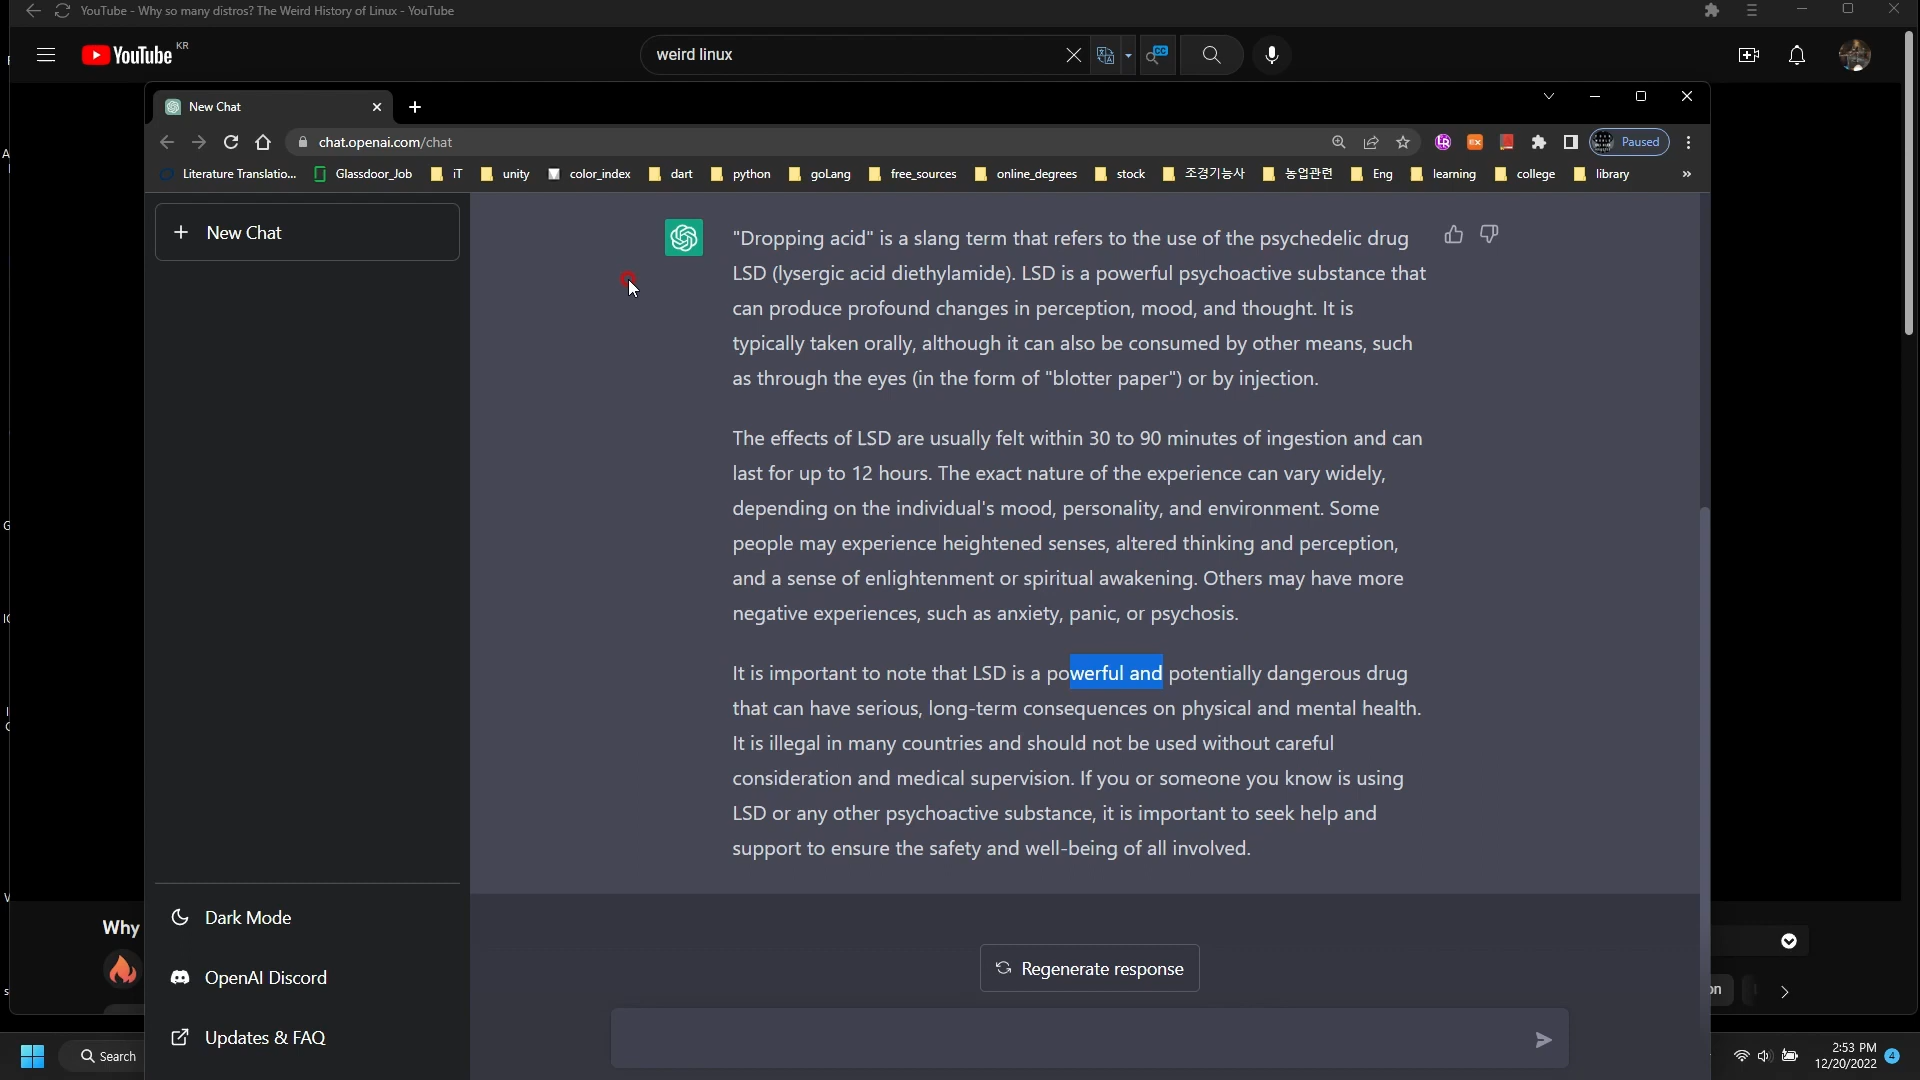 YouTube - Why so many distros? The Weird History of Linux - YouTube
YouTube KR
weird linux
CC
New Chat
chat.openai.com/chat
Paused
Literature Translatio...
Glassdoor_Job
iT
unity
color_index
dart
python
goLang
free_sources
online_degrees
stock
조경기능사
농업관련
Eng
learning
college
library
»
New Chat
"Dropping acid" is a slang term that refers to the use of the psychedelic drug
LSD (lysergic acid diethylamide). LSD is a powerful psychoactive substance that
can produce profound changes in perception, mood, and thought. It is
typically taken orally, although it can also be consumed by other means, such
as through the eyes (in the form of "blotter paper") or by injection.
The effects of LSD are usually felt within 30 to 90 minutes of ingestion and can
last for up to 12 hours. The exact nature of the experience can vary widely,
depending on the individual's mood, personality, and environment. Some
people may experience heightened senses, altered thinking and perception,
and a sense of enlightenment or spiritual awakening. Others may have more
negative experiences, such as anxiety, panic, or psychosis.
It is important to note that LSD is a powerful and potentially dangerous drug
that can have serious, long-term consequences on physical and mental health.
It is illegal in many countries and should not be used without careful
consideration and medical supervision. If you or someone you know is using
LSD or any other psychoactive substance, it is important to seek help and
support to ensure the safety and well-being of all involved.
Dark Mode
OpenAI Discord
Updates & FAQ
Regenerate response
Why
on
Search
2:53 PM
12/20/2022
4